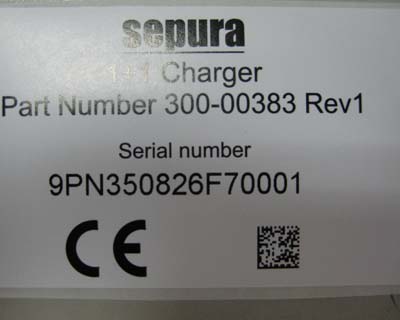 sepura
Charger
Part Number 300-00383 Rev1
Serial number
9PN350826F70001
CE